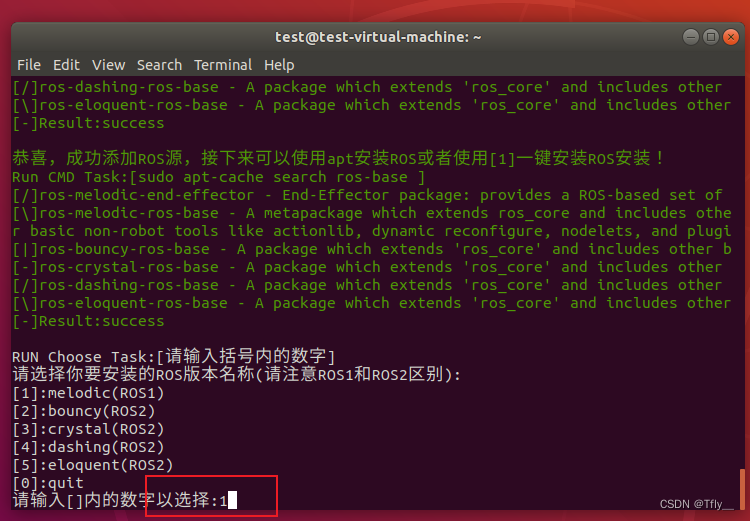 test@test-virtual-machine: ~
File Edit View Search Terminal Help
[/]ros-dashing-ros-base - A package which extends 'ros_core' and includes other
[\]ros-eloquent-ros-base - A package which extends 'ros_core' and includes other
[-]Result:success
恭喜，成功添加ROS源，接下来可以使用apt安装ROS或者使用[1]一键安装ROS安装！
Run CMD Task:[sudo apt-cache search ros-base ]
[/]ros-melodic-end-effector - End-Effector package: provides a ROS-based set of
[\]ros-melodic-ros-base - A metapackage which extends ros_core and includes othe
r basic non-robot tools like actionlib, dynamic reconfigure, nodelets, and plugi
[|]ros-bouncy-ros-base - A package which extends 'ros_core' and includes other b
[-]ros-crystal-ros-base - A package which extends 'ros_core' and includes other
[/]ros-dashing-ros-base - A package which extends 'ros_core' and includes other
[\]ros-eloquent-ros-base - A package which extends 'ros_core' and includes other
[-]Result:success
RUN Choose Task:[请输入括号内的数字]
请选择你要安装的ROS版本名称(请注意ROS1和ROS2区别):
[1]:melodic(ROS1)
[2]:bouncy(ROS2)
[3]:crystal(ROS2)
[4]:dashing(ROS2)
[5]:eloquent(ROS2)
[0]:quit
请输入[]内的数字以选择:1
CSDN @Tfly__